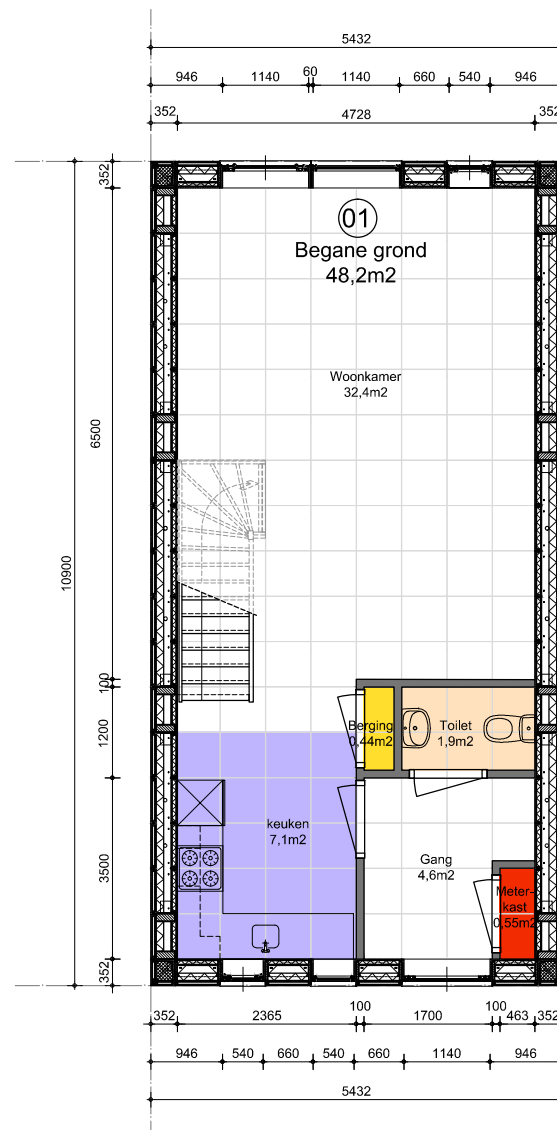 5432
946 1140 60 1140 660 540 946
352 4728 352
352
01
Begane grond
48,2m2
Woonkamer
32,4m2
6500
10900
100
1200
Berging
0,44m2
Toilet
1,9m2
keuken
7,1m2
3500
Gang
4,6m2
Meter-
kast
0,55m2
352
352 2365 100 1700 100 463 352
946 540 660 540 660 1140 946
5432